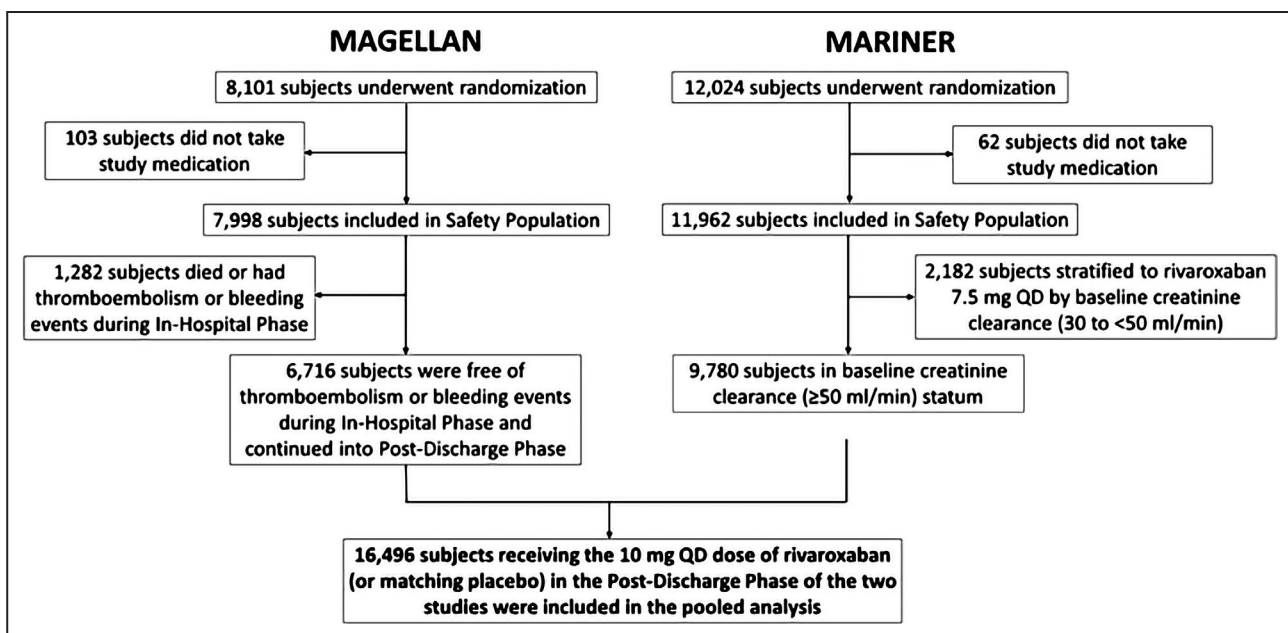 MAGELLAN
8,101 subjects underwent randomization
103 subjects did not take
study medication
7,998 subjects included in Safety Population
1,282 subjects died or had
thromboembolism or bleeding
events during In-Hospital Phase
6,716 subjects were free of
thromboembolism or bleeding events
during In-Hospital Phase and
continued into Post-Discharge Phase
MARINER
12,024 subjects underwent randomization
62 subjects did not take
study medication
11,962 subjects included in Safety Population
2,182 subjects stratified to rivaroxaban
7.5 mg QD by baseline creatinine
clearance (30 to <50 ml/min)
9,780 subjects in baseline creatinine
clearance (≥50 ml/min) statum
16,496 subjects receiving the 10 mg QD dose of rivaroxaban
(or matching placebo) in the Post-Discharge Phase of the two
studies were included in the pooled analysis